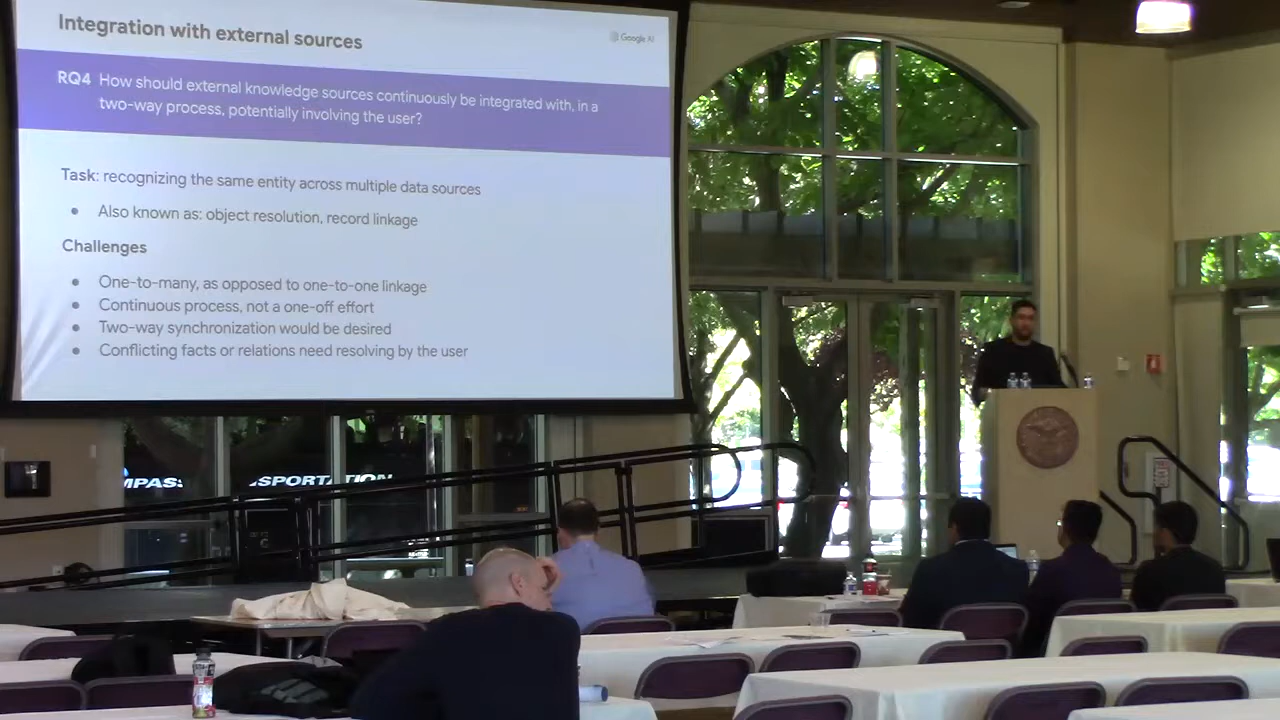 Integration with external sources
Google AI
RQ4 How should external knowledge sources continuously be integrated with, in a
two-way process, potentially involving the user?
Task: recognizing the same entity across multiple data sources
• Also known as: object resolution, record linkage
Challenges
• One-to-many, as opposed to one-to-one linkage
• Continuous process, not a one-off effort
• Two-way synchronization would be desired
• Conflicting facts or relations need resolving by the user
MPASS
SPORTATION